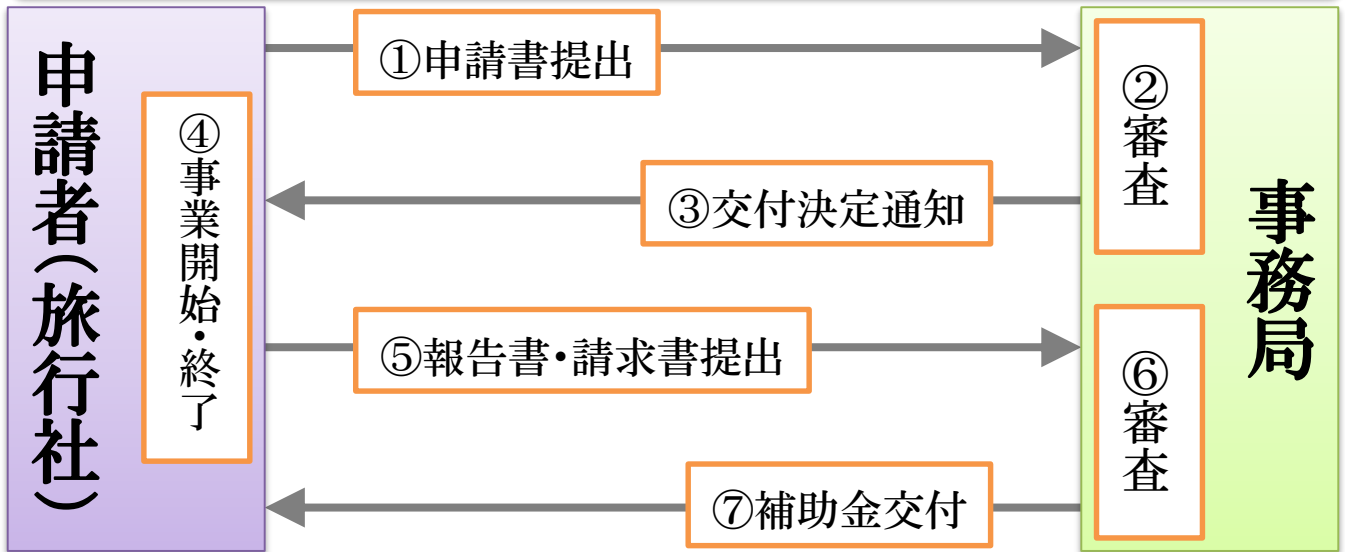 申請者(旅行社)
①申請書提出
②審査
③交付決定通知
④事業開始・終了
⑤報告書・請求書提出
⑥審査
⑦補助金交付
事務局